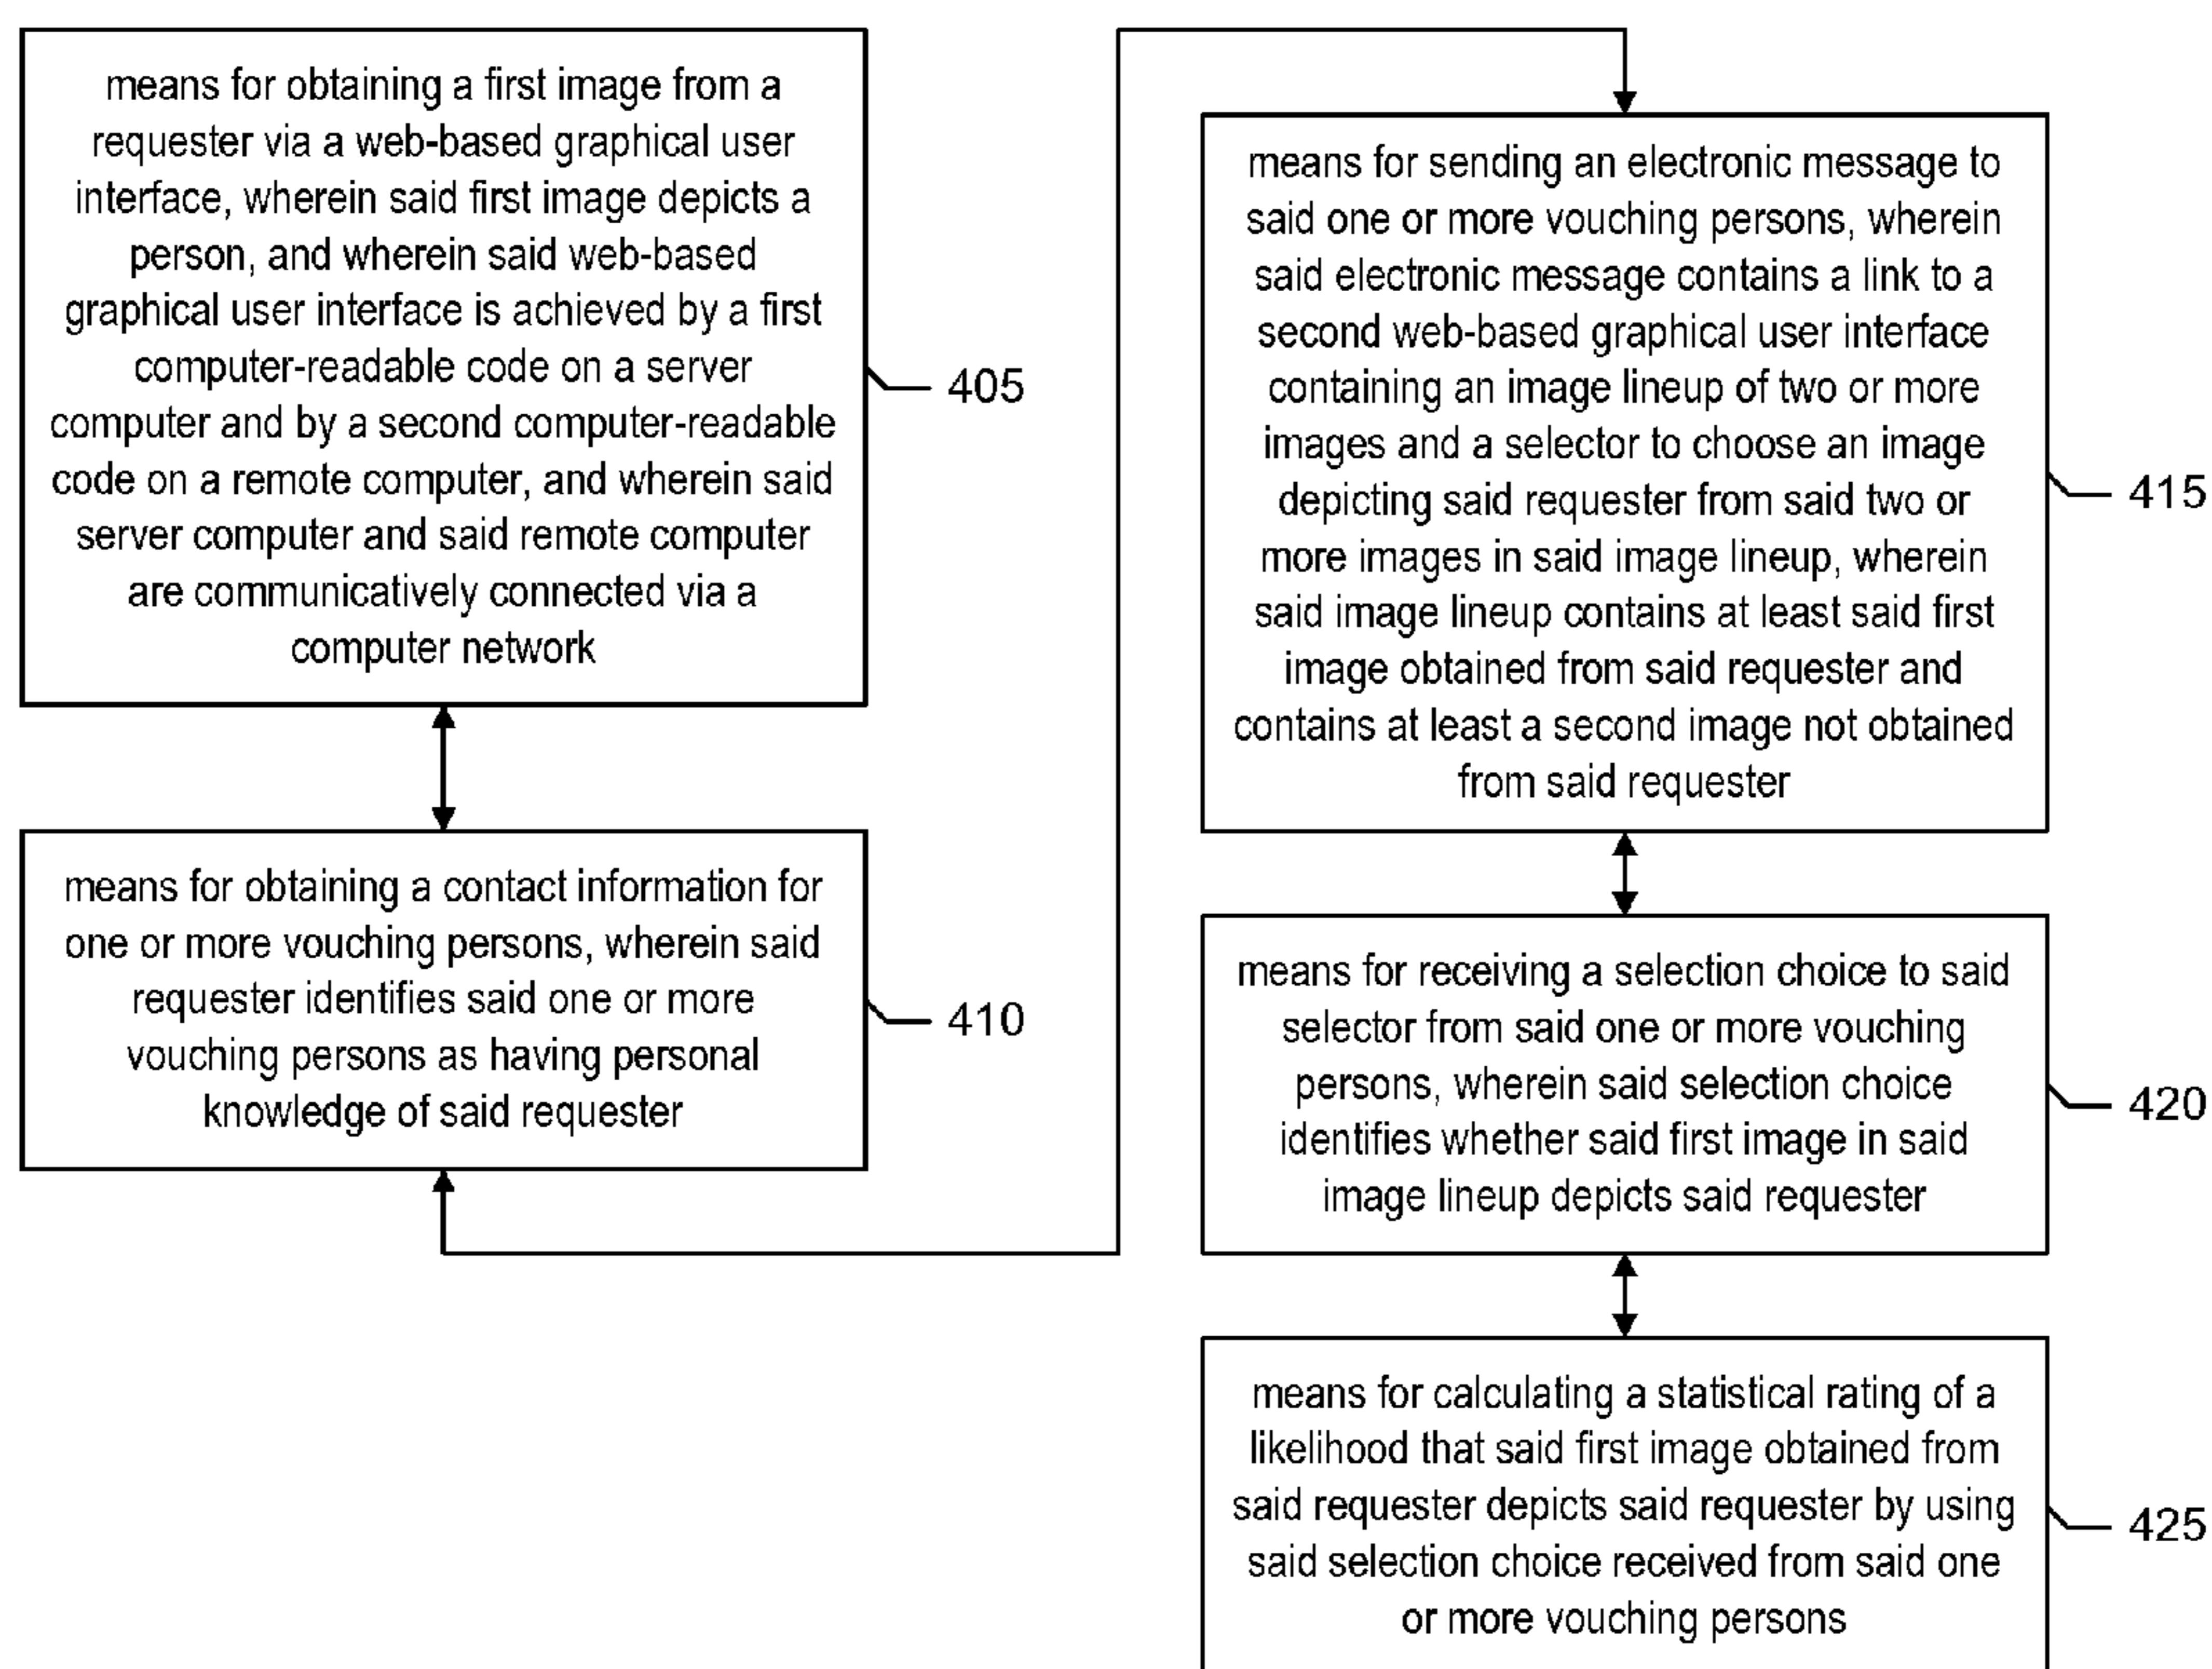 means for obtaining a first image from a
requester via a web-based graphical user
interface, wherein said first image depicts a
person, and wherein said web-based
graphical user interface is achieved by a first
computer-readable code on a server
computer and by a second computer-readable
code on a remote computer, and wherein said
server computer and said remote computer
are communicatively connected via a
computer network
405
means for obtaining a contact information for
one or more vouching persons, wherein said
requester identifies said one or more
vouching persons as having personal
knowledge of said requester
410
means for sending an electronic message to
said one or more vouching persons, wherein
said electronic message contains a link to a
second web-based graphical user interface
containing an image lineup of two or more
images and a selector to choose an image
depicting said requester from said two or
more images in said image lineup, wherein
said image lineup contains at least said first
image obtained from said requester and
contains at least a second image not obtained
from said requester
415
means for receiving a selection choice to said
selector from said one or more vouching
persons, wherein said selection choice
identifies whether said first image in said
image lineup depicts said requester
420
means for calculating a statistical rating of a
likelihood that said first image obtained from
said requester depicts said requester by using
said selection choice received from said one
or more vouching persons
425